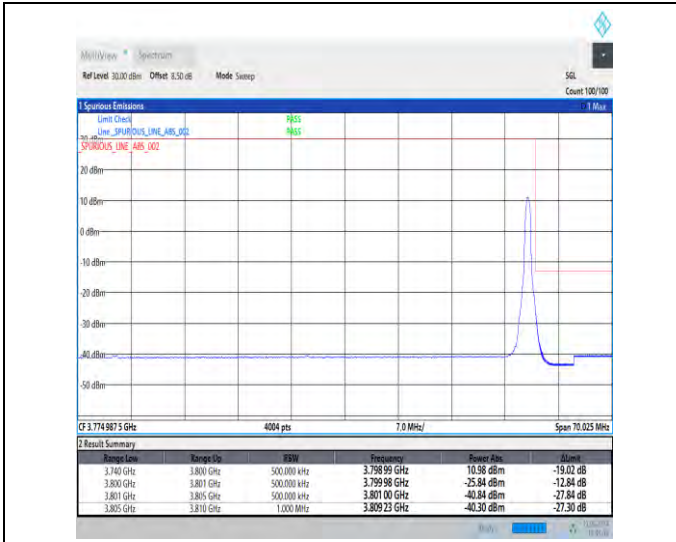 MultiView Spectrum
Ref Level 30.00 dBm Offset 8.50 dB Mode Sweep SGL
Count 100/100
1 Spurious Emissions 1 Max
Limit Check PASS
Line _SPURIOUS_LINE_ABS_002 PASS
_SPURIOUS_LINE_ABS_002
20 dBm
10 dBm
0 dBm
-10 dBm
-20 dBm
-30 dBm
-40 dBm
-50 dBm
CF 3.774 987 5 GHz 4004 pts 7.0 MHz/ Span 70.025 MHz
2 Result Summary
Range Low Range Up RBW Frequency Power Abs ΔLimit
3.740 GHz 3.800 GHz 500.000 kHz 3.798 99 GHz 10.98 dBm -19.02 dB
3.800 GHz 3.801 GHz 500.000 kHz 3.799 98 GHz -25.84 dBm -12.84 dB
3.801 GHz 3.805 GHz 500.000 kHz 3.801 00 GHz -40.84 dBm -27.84 dB
3.805 GHz 3.810 GHz 1.000 MHz 3.809 23 GHz -40.30 dBm -27.30 dB